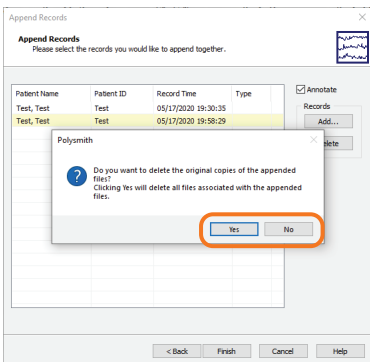 Append Records
Append Records
Please select the records you would like to append together.
Patient Name Patient ID Record Time Type
Test, Test Test 05/17/2020 19:30:35
Test, Test Test 05/17/2020 19:58:29
Annotate
Records
Add...
elete
Polysmith
Do you want to delete the original copies of the appended
files?
Clicking Yes will delete all files associated with the appended
files.
Yes No
< Back Finish Cancel Help